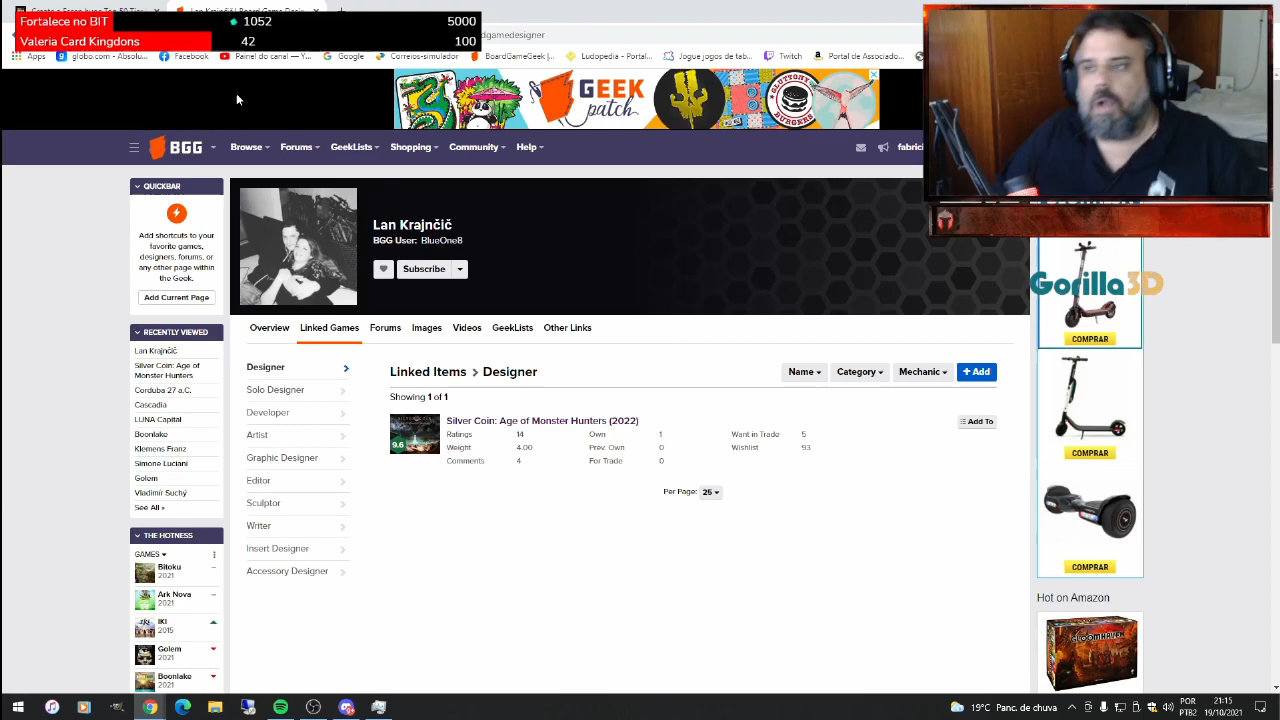 Fortalece no BIT 1052 5000
Valeria Card Kingdons 42 100
dgamedesigner
Apps globo.com - Absolu... Facebook Painel do canal — Y... Google Correios-simulador BoardGameGeek |... Ludopedia - Portal... Jogue jogos de tab... Twitch Portal de Associado...
GEEK
patch
GLUTTONY
BURGERS
BGG Browse Forums GeekLists Shopping Community Help fabrici
QUICKBAR
Add shortcuts to your
favorite games,
designers, forums, or
any other page within
the Geek.
Add Current Page
Lan Krajnčič
BGG User: BlueOne8
Subscribe
Overview Linked Games Forums Images Videos GeekLists Other Links
RECENTLY VIEWED
Lan Krajnčič
Silver Coin: Age of
Monster Hunters
Corduba 27 a.C.
Cascadia
LUNA Capital
Boonlake
Klemens Franz
Simone Luciani
Golem
Vladimír Suchý
See All »
THE HOTNESS
GAMES
Bitoku
2021
Ark Nova
2021
IKI
2015
Golem
2021
Boonlake
2021
Designer
Solo Designer
Developer
Artist
Graphic Designer
Editor
Sculptor
Writer
Insert Designer
Accessory Designer
Linked Items > Designer
Name Category Mechanic + Add
Showing 1 of 1
9.6
Silver Coin: Age of Monster Hunters (2022)
Add To
Ratings 14 Own 1 Want in Trade 5
Weight 4.00 Prev. Own 0 Wishlist 93
Comments 4 For Trade 0
Per Page: 25
Gorilla3D
COMPRAR
COMPRAR
COMPRAR
Hot on Amazon
GLOOMHAVEN
19°C Panc. de chuva
POR
PTB2
21:15
19/10/2021